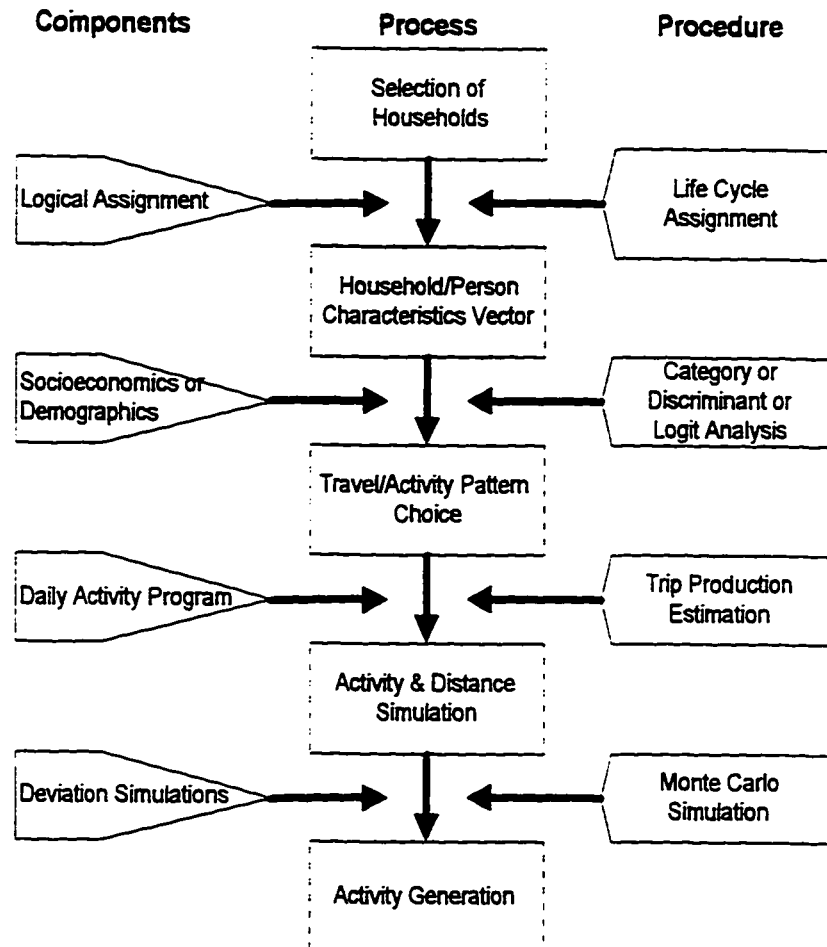 Components
Process
Procedure
Selection of
Households
Logical Assignment
Life Cycle
Assignment
Household/Person
Characteristics Vector
Socioeconomics or
Demographics
Category or
Discriminant or
Logit Analysis
Travel/Activity Pattern
Choice
Daily Activity Program
Trip Production
Estimation
Activity & Distance
Simulation
Deviation Simulations
Monte Carlo
Simulation
Activity Generation